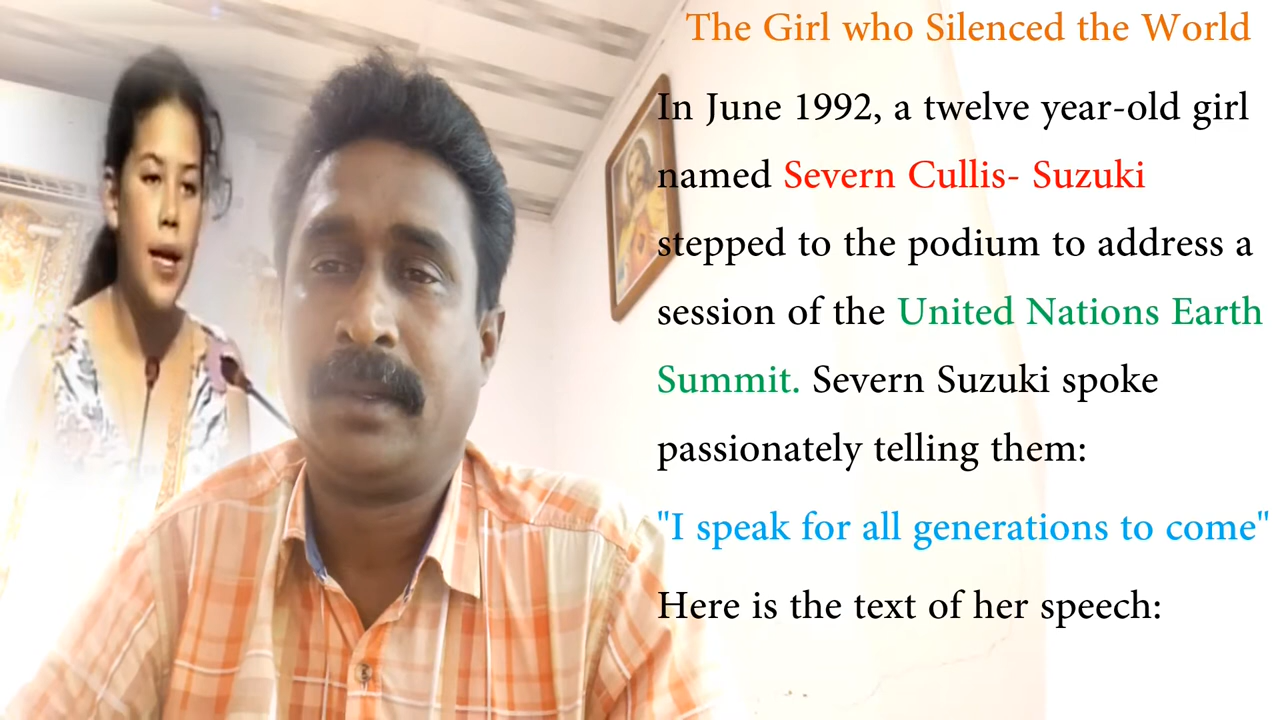 The Girl who Silenced the World
In June 1992, a twelve year-old girl
named Severn Cullis- Suzuki
stepped to the podium to address a
session of the United Nations Earth
Summit. Severn Suzuki spoke
passionately telling them:
"I speak for all generations to come"
Here is the text of her speech: